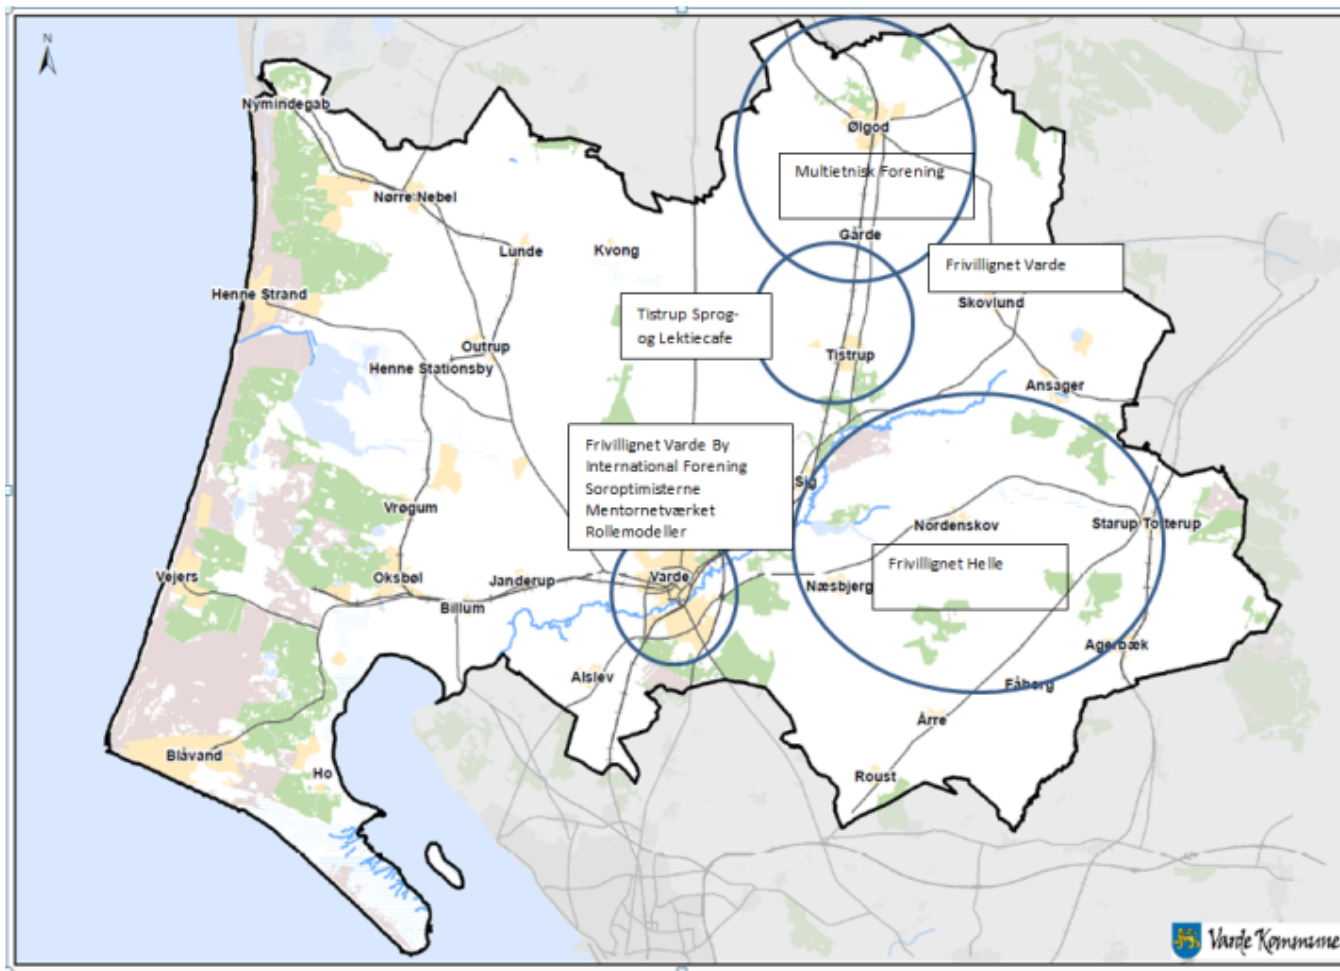 N
Nymindegab
Ølgod
Multietnisk Forening
Nørre Nebel
Gårde
Lunde
Kvong
Frivillignet Varde
Henne Strand
Skovlund
Tistrup Sprog-
og Lektiecafe
Outrup
Tistrup
Henne Stationsby
Ansager
Frivillignet Varde By
International Forening
Soroptimisterne
Mentornetværket
Rollemodeller
Sig
Vrøgum
Nordenskov
Starup Tofterup
Frivillignet Helle
Vejers
Oksbøl
Janderup
Varde
Næsbjerg
Billum
Agerbæk
Alslev
Fåborg
Årre
Blåvand
Ho
Roust
Varde Kommune